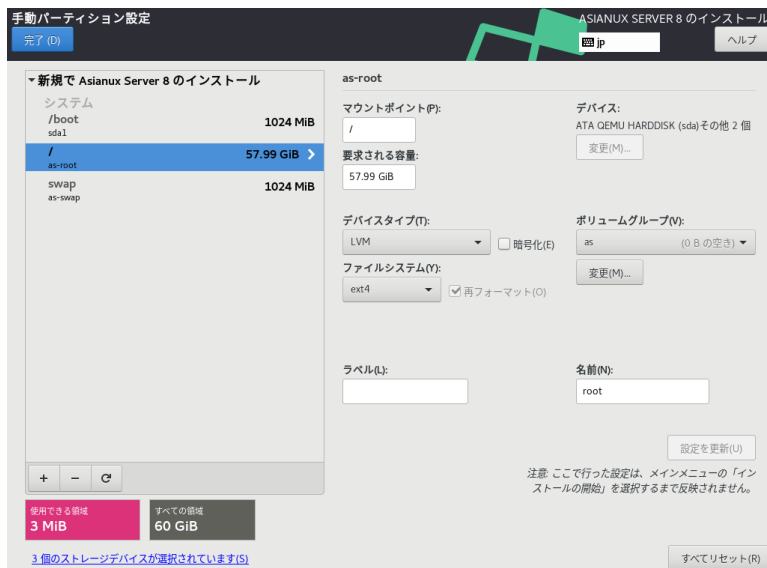 手動パーティション設定
ASIANUX SERVER 8 のインストール
完了 (D)
jp
ヘルプ
新規で Asianux Server 8 のインストール
システム
/boot
1024 MiB
sda1
/
57.99 GiB
as-root
swap
1024 MiB
as-swap
as-root
マウントポイント(P):
/
デバイス:
ATA QEMU HARDDISK (sda)その他 2 個
変更(M)...
要求される容量:
57.99 GiB
デバイスタイプ(T):
LVM
暗号化(E)
ボリュームグループ(V):
as (0 B の空き)
変更(M)...
ファイルシステム(Y):
ext4
再フォーマット(O)
ラベル(L):
名前(N):
root
設定を更新(U)
注意: ここで行った設定は、メインメニューの「イン
ストールの開始」を選択するまで反映されません。
+ −
使用できる領域
3 MiB
すべての領域
60 GiB
3 個のストレージデバイスが選択されています(S)
すべてリセット(R)